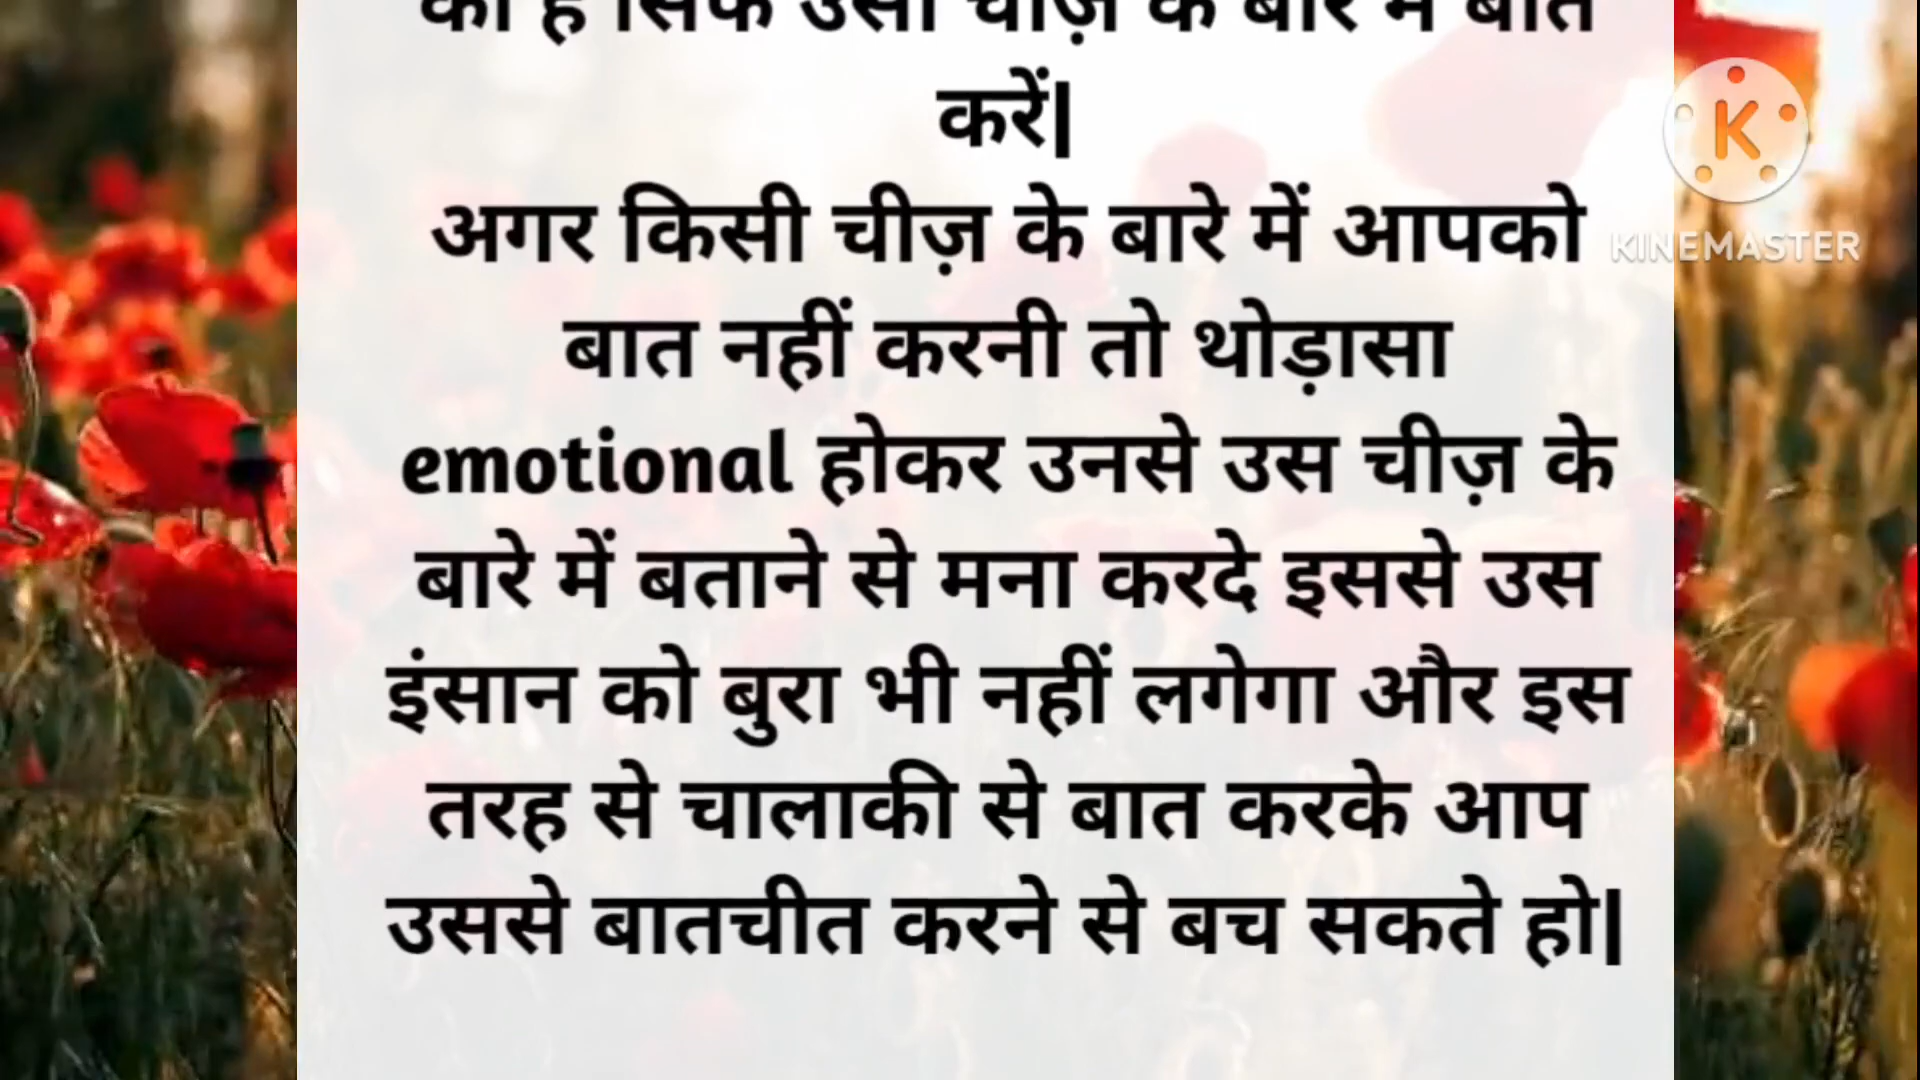 की है सिर्फ उसी चीज़ के बारे में बात
करें|
अगर किसी चीज़ के बारे में आपको
बात नहीं करनी तो थोड़ासा
emotional होकर उनसे उस चीज़ के
बारे में बताने से मना करदे इससे उस
इंसान को बुरा भी नहीं लगेगा और इस
तरह से चालाकी से बात करके आप
उससे बातचीत करने से बच सकते हो|
K
KINEMASTER